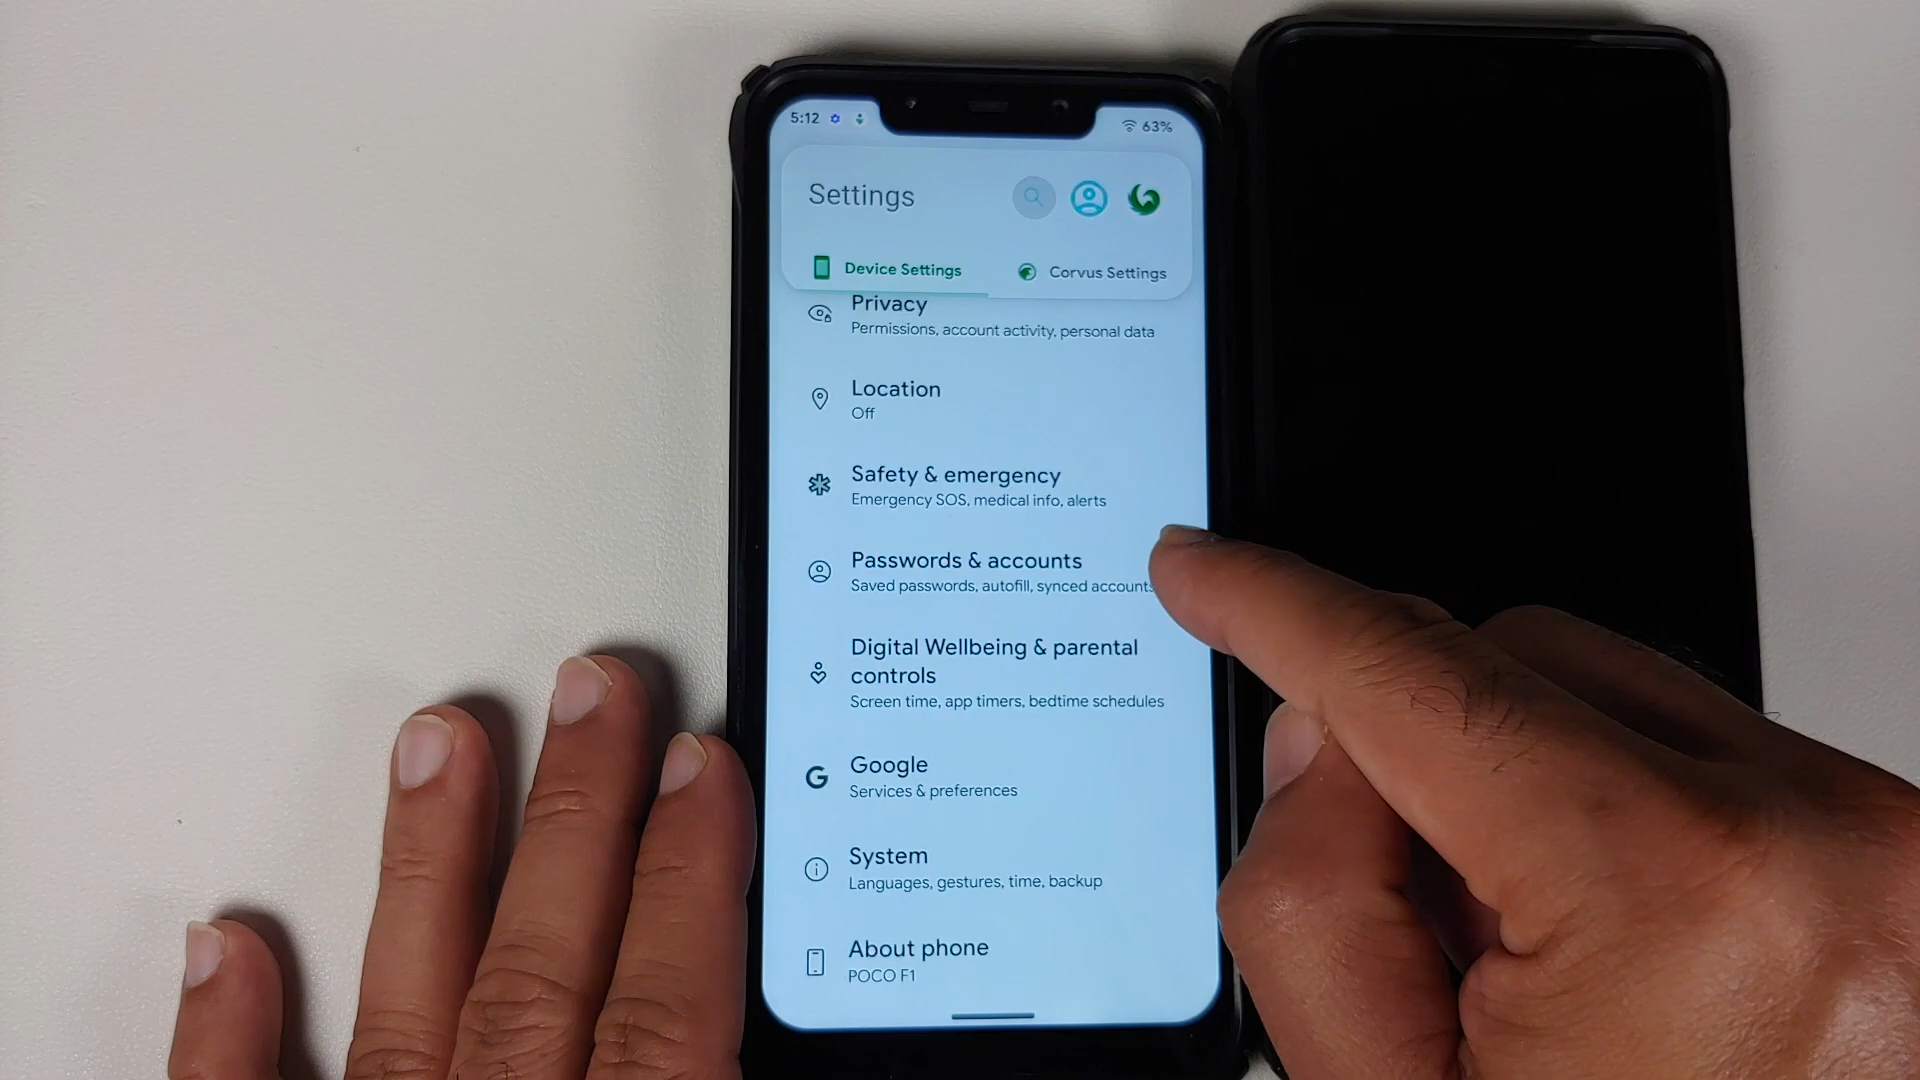 5:12
63%
Settings
Device Settings
Corvus Settings
Privacy
Permissions, account activity, personal data
Location
Off
Safety & emergency
Emergency SOS, medical info, alerts
Passwords & accounts
Saved passwords, autofill, synced accounts
Digital Wellbeing & parental
controls
Screen time, app timers, bedtime schedules
Google
Services & preferences
System
Languages, gestures, time, backup
About phone
POCO F1